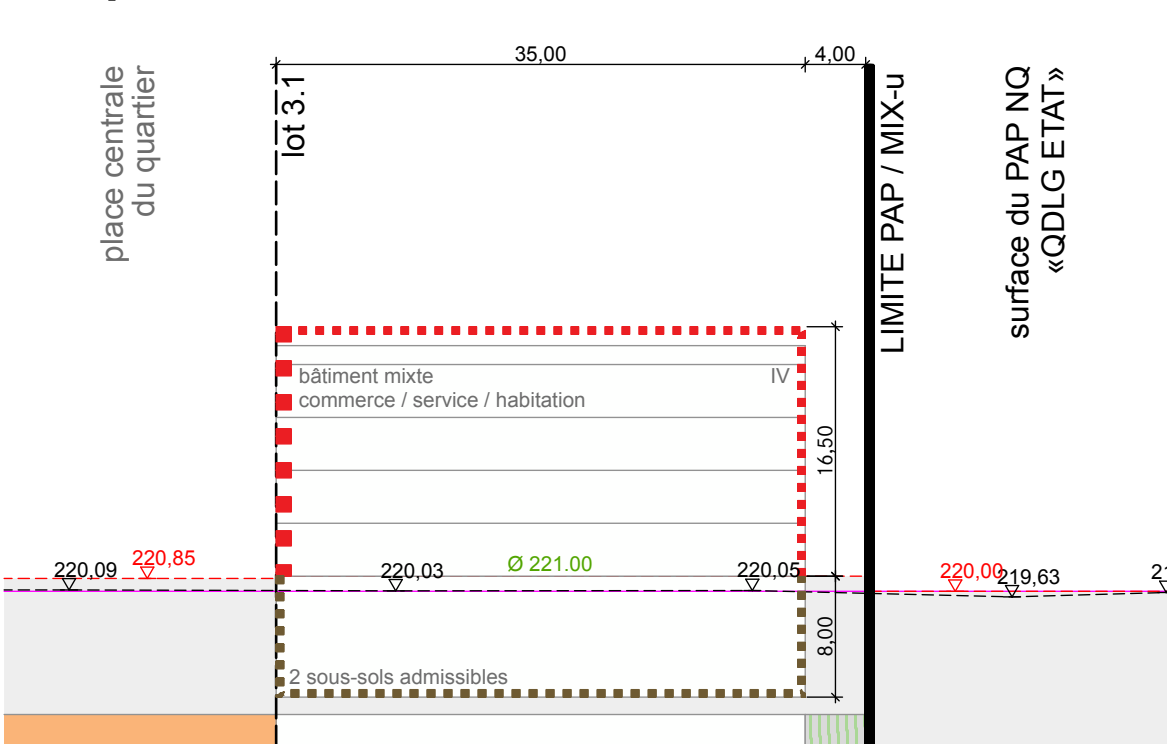 35,00
4,00
place centrale
du quartier
lot 3.1
LIMITE PAP / MIX-u
surface du PAP NQ
«QDLG ETAT»
bâtiment mixte
IV
commerce / service / habitation
16,50
220,09
220,85
220,03
Ø 221.00
220,05
220,00
219,63
8,00
2 sous-sols admissibles